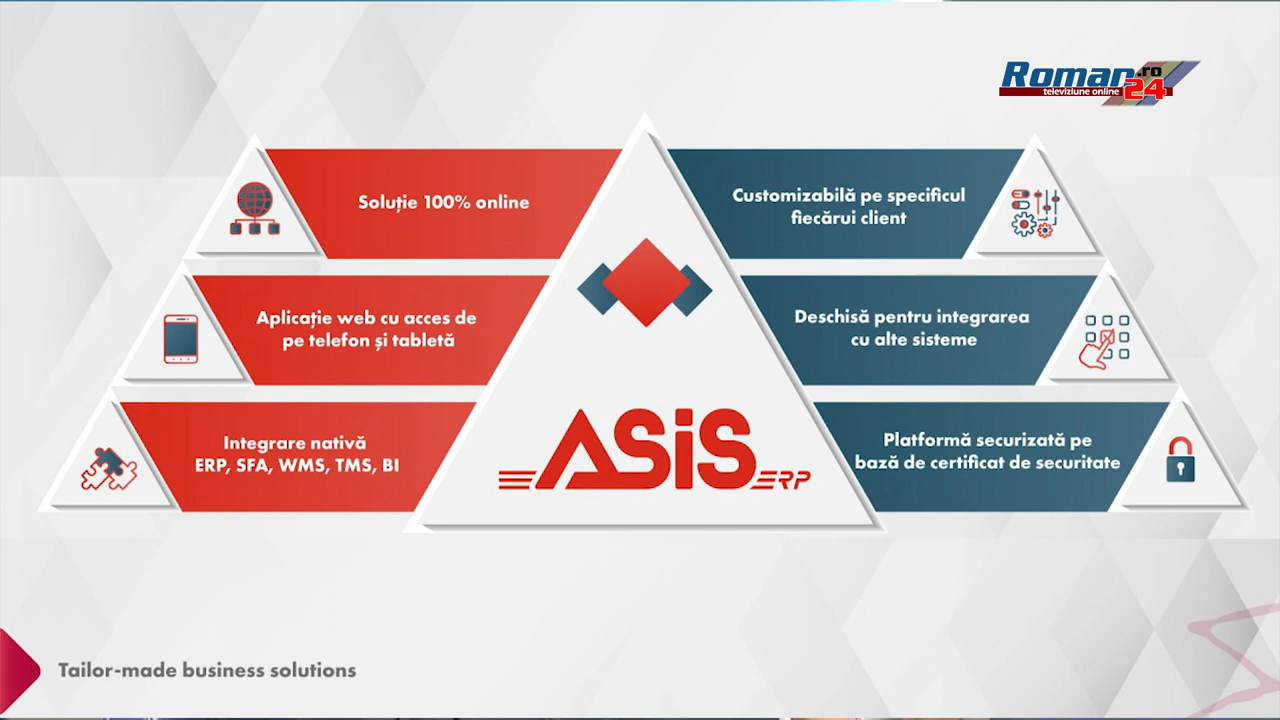 Roman.ro
televiziune online 24
Soluție 100% online
Customizabilă pe specificul
fiecărui client
Aplicație web cu acces de
pe telefon și tabletă
Deschisă pentru integrarea
cu alte sisteme
Integrare nativă
ERP, SFA, WMS, TMS, BI
ASiS ERP
Platformă securizată pe
bază de certificat de securitate
Tailor-made business solutions